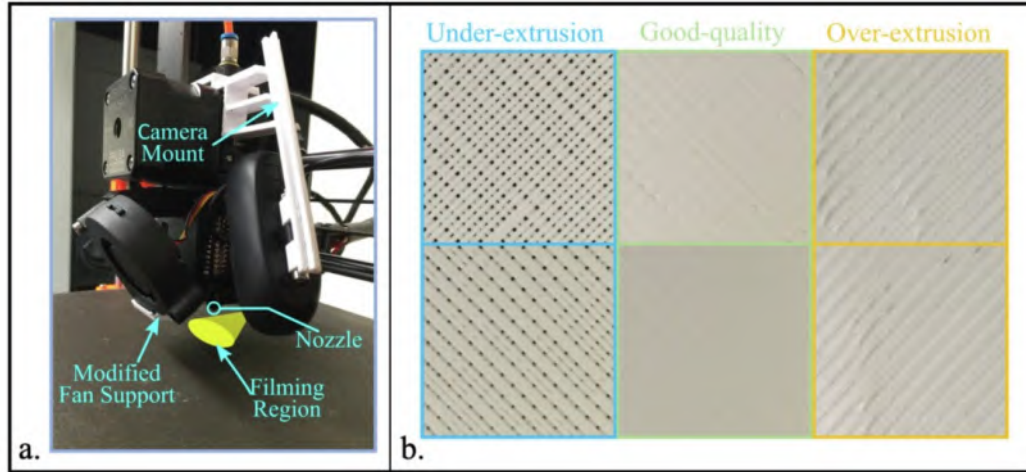 Camera
Mount
Nozzle
Modified
Fan Support
Filming
Region
a.
Under-extrusion
Good-quality
Over-extrusion
b.